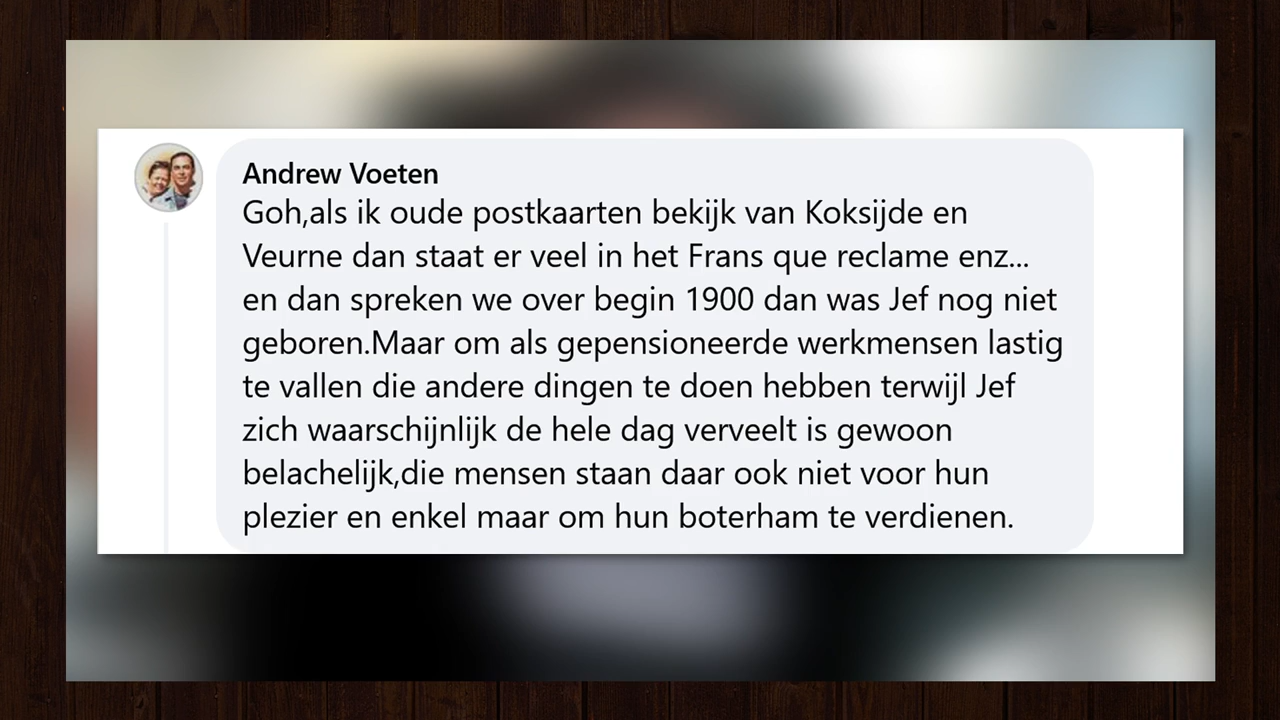 Andrew Voeten
Goh,als ik oude postkaarten bekijk van Koksijde en
Veurne dan staat er veel in het Frans que reclame enz...
en dan spreken we over begin 1900 dan was Jef nog niet
geboren.Maar om als gepensioneerde werkmensen lastig
te vallen die andere dingen te doen hebben terwijl Jef
zich waarschijnlijk de hele dag verveelt is gewoon
belachelijk,die mensen staan daar ook niet voor hun
plezier en enkel maar om hun boterham te verdienen.